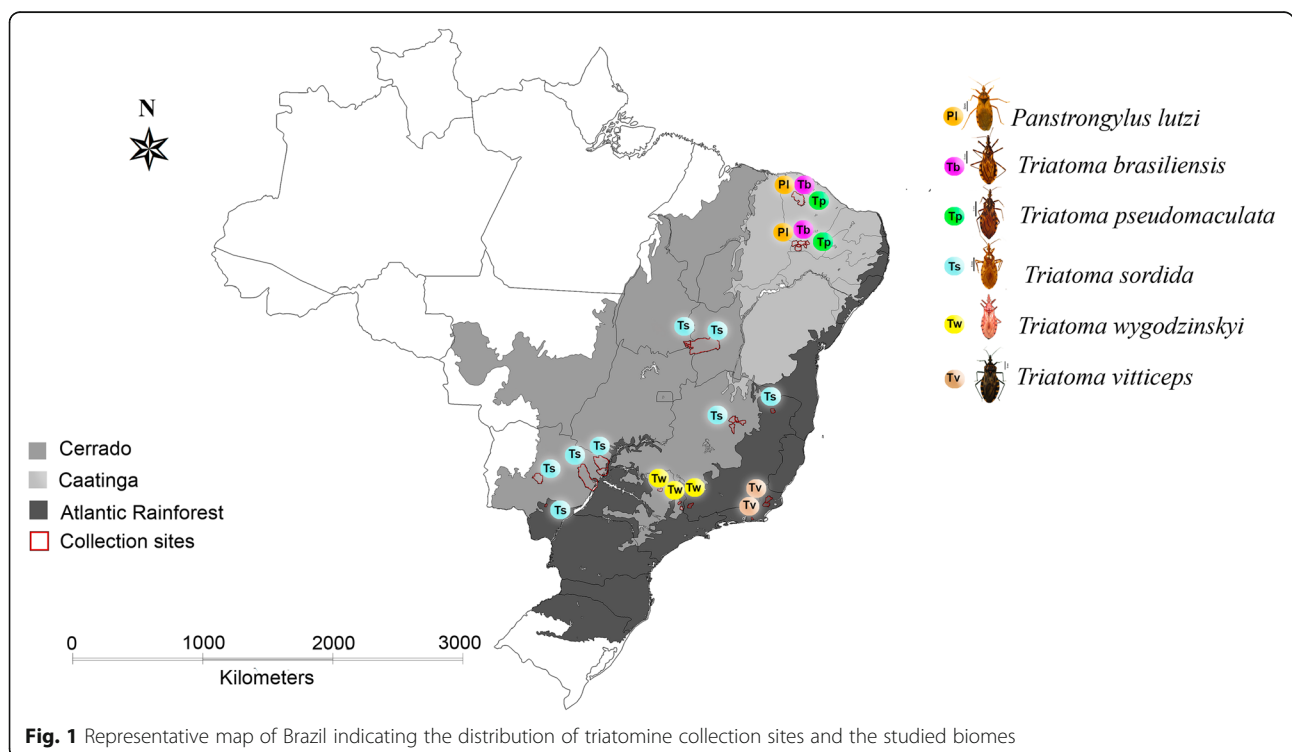 N
Pl Panstrongylus lutzi
Tb Triatoma brasiliensis
Tp Triatoma pseudomaculata
Ts Triatoma sordida
Tw Triatoma wygodzinskyi
Tv Triatoma vitticeps
Pl Tb
Tp
Pl Tb
Tp
Ts Ts
Ts
Ts
Ts
Ts
Ts
Ts
Tw
Tw Tw
Tv
Tv
Cerrado
Caatinga
Atlantic Rainforest
Collection sites
0 1000 2000 3000
Kilometers
Fig. 1 Representative map of Brazil indicating the distribution of triatomine collection sites and the studied biomes